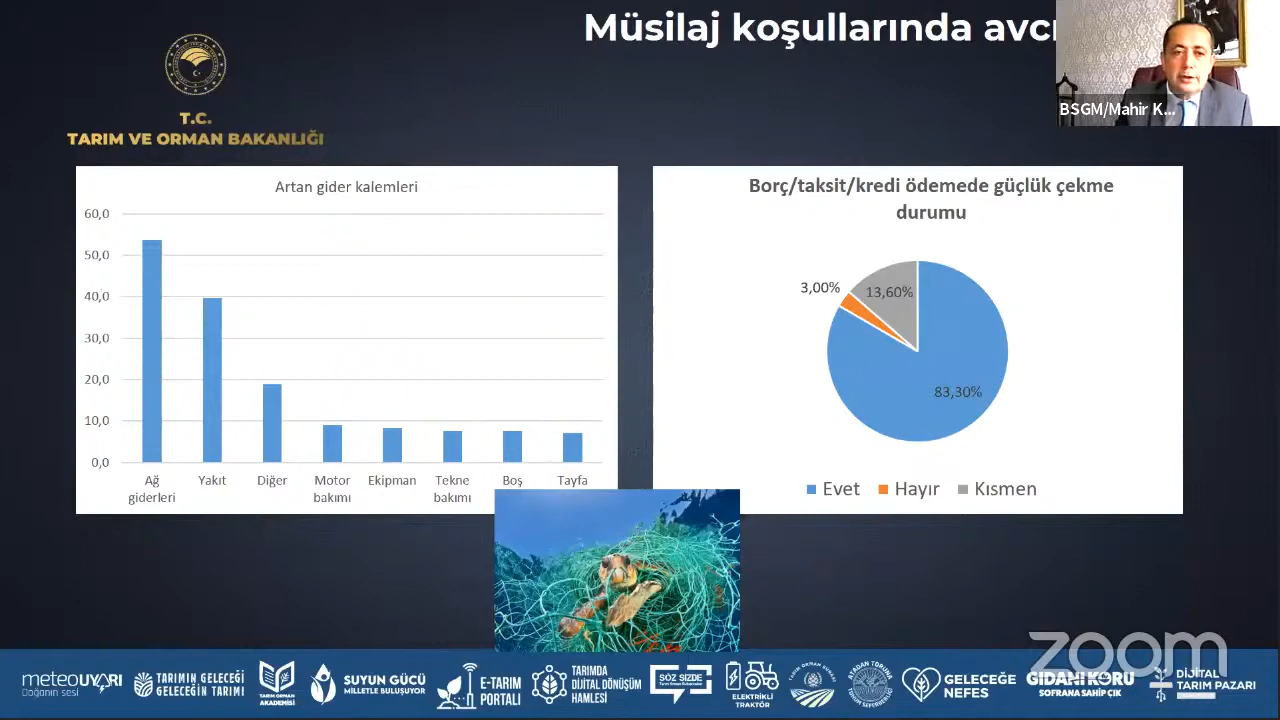 Müsilaj koşullarında avcı
BSGM/Mahir K...
T.C.
TARIM VE ORMAN BAKANLIĞI
Artan gider kalemleri
60,0
50,0
40,0
30,0
20,0
10,0
0,0
Ağ giderleri
Yakıt
Diğer
Motor bakımı
Ekipman
Tekne bakımı
Boş
Tayfa
Borç/taksit/kredi ödemede güçlük çekme
durumu
3,00%
13,60%
83,30%
Evet
Hayır
Kısmen
zoom
meteoUYARI
Doğanın sesi
TARIMIN GELECEĞİ
GELECEĞİN TARIMI
TARIM ORMAN
AKADEMİSİ
SUYUN GÜCÜ
MİLLETLE BULUŞUYOR
E-TARIM
PORTALI
TARIMDA
DİJİTAL DÖNÜŞÜM
HAMLESİ
SÖZ SİZDE
ELEKTRİKLİ
TRAKTÖR
GELECEĞE
NEFES
GIDANI KORU
SOFRANA SAHİP ÇIK
DİJİTAL
TARIM PAZARI